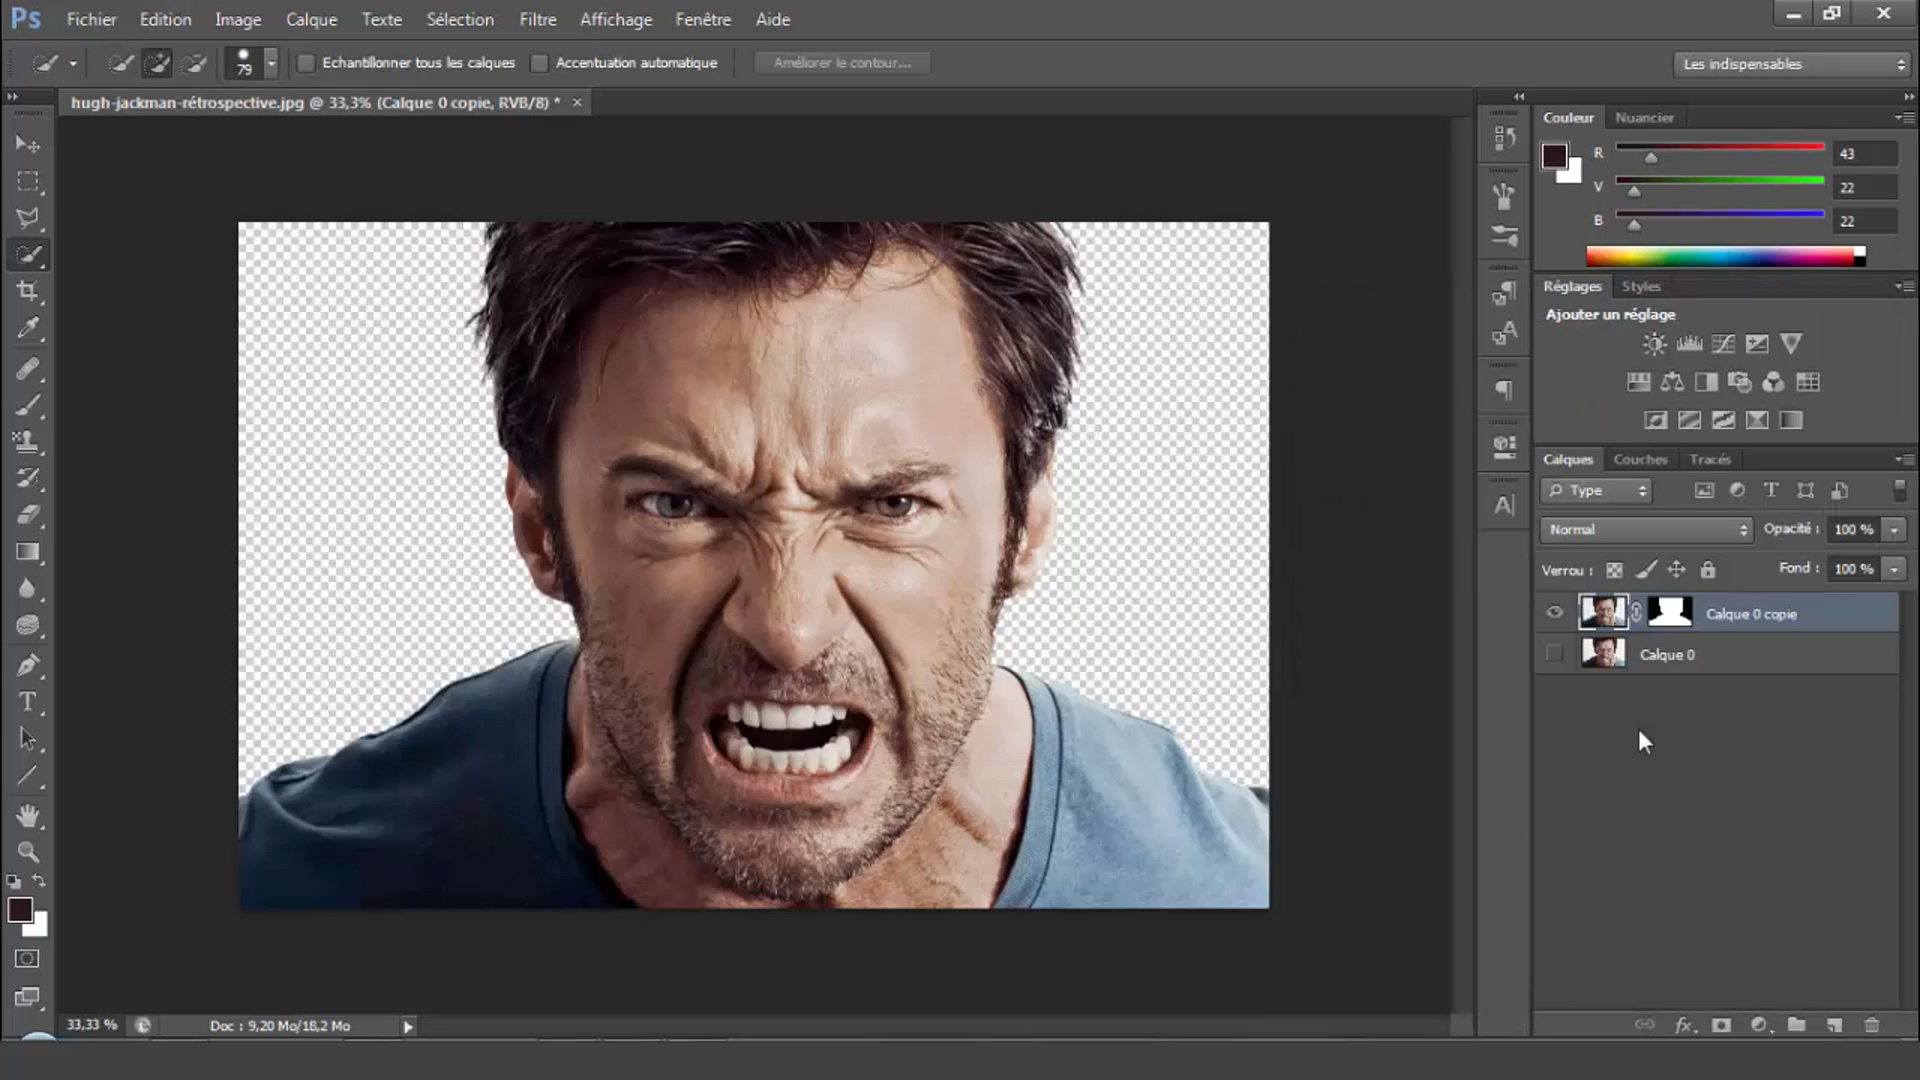 Ps Fichier Edition Image Calque Texte Sélection Filtre Affichage Fenêtre Aide
79 Echantillonner tous les calques Accentuation automatique Améliorer le contour... Les indispensables
hugh-jackman-rétrospective.jpg @ 33,3% (Calque 0 copie, RVB/8) * ×
Couleur Nuancier
R 43
V 22
B 22
Réglages Styles
Ajouter un réglage
Calques Couches Tracés
Type
Normal Opacité : 100 %
Verrou : Fond : 100 %
Calque 0 copie
Calque 0
33,33 % Doc : 9,20 Mo/18,2 Mo